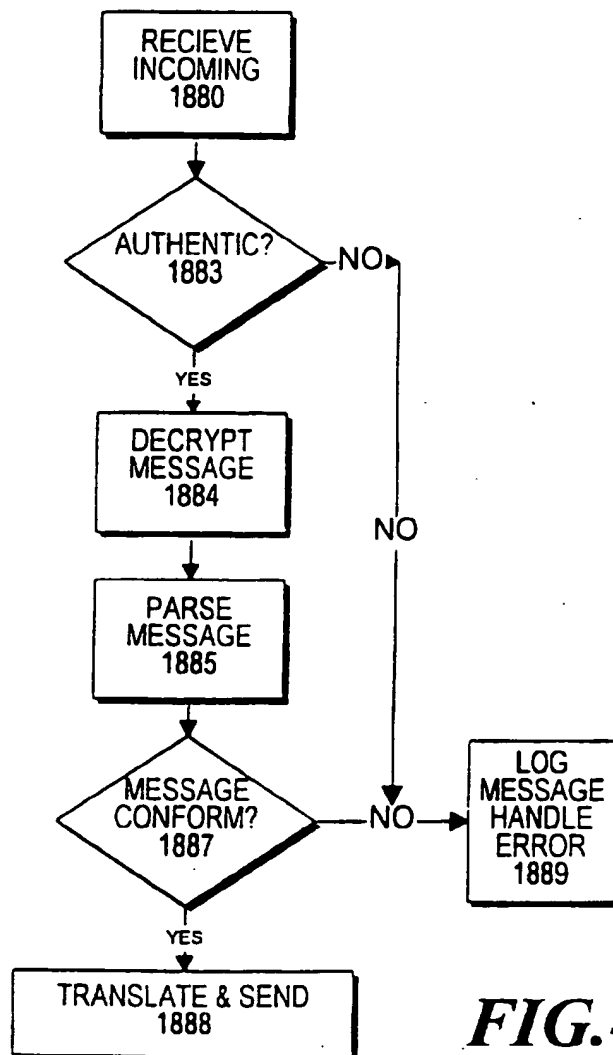 RECIEVE
INCOMING
1880
AUTHENTIC?
1883
NO
YES
DECRYPT
MESSAGE
1884
NO
PARSE
MESSAGE
1885
MESSAGE
CONFORM?
1887
NO
LOG
MESSAGE
HANDLE
ERROR
1889
YES
TRANSLATE & SEND
1888
FIG.